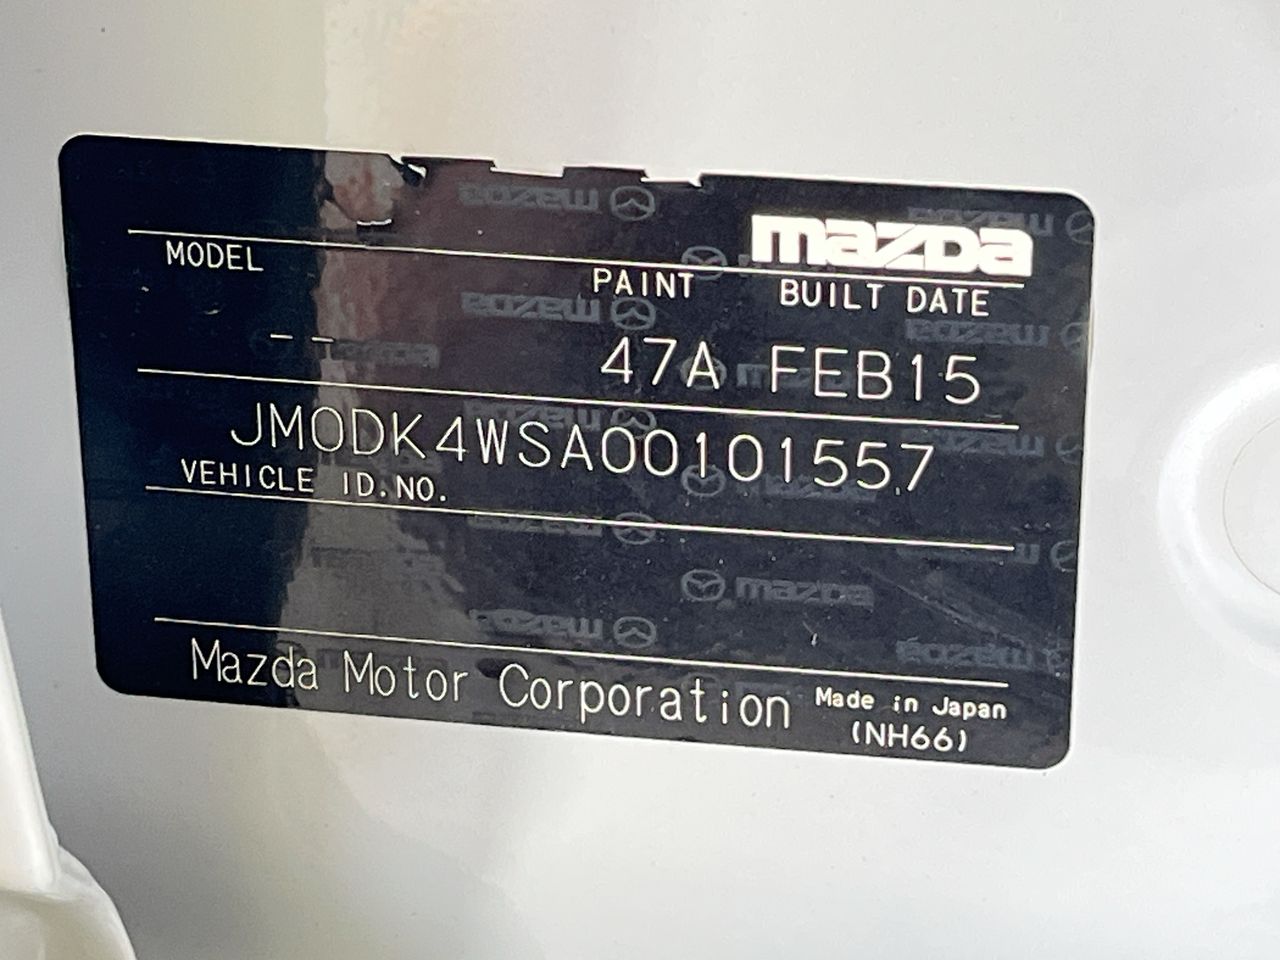 mazda
MODEL PAINT BUILT DATE
-- 47A FEB15
JM0DK4WSA00101557
VEHICLE ID.NO.
Mazda Motor Corporation Made in Japan
(NH66)